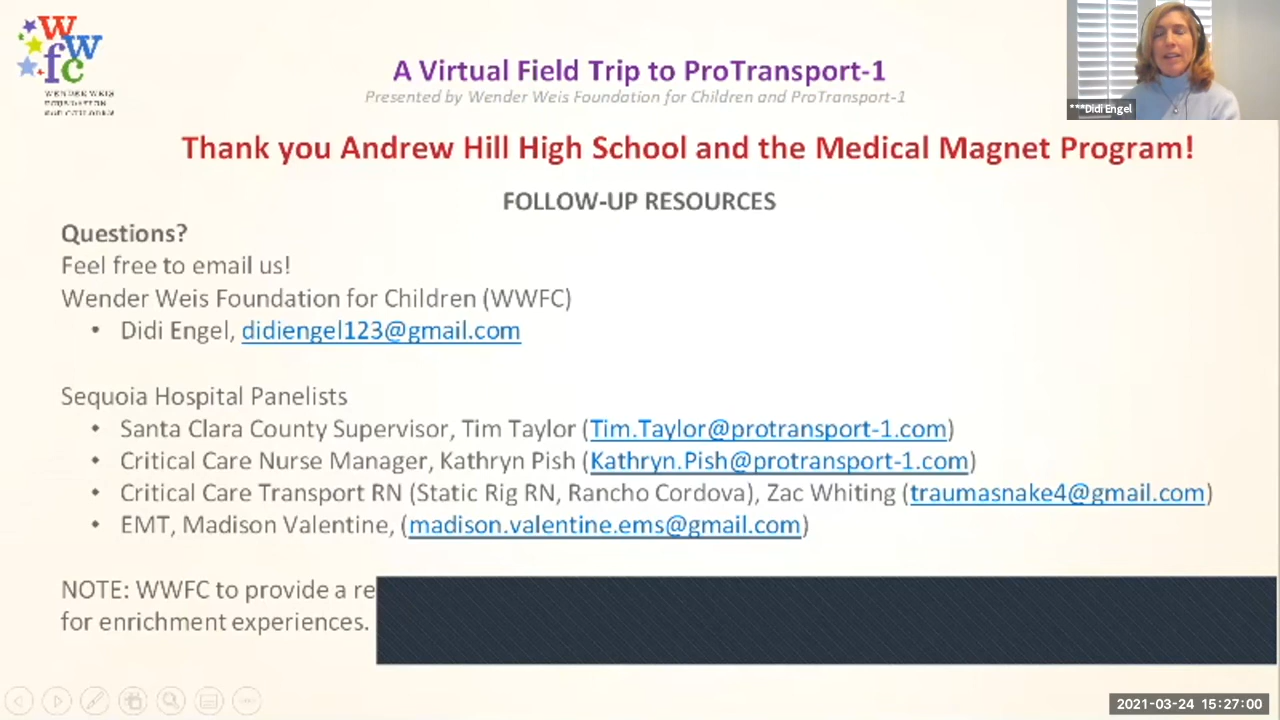 w
w
f
c
WENDER WEIS
FOUNDATION
FOR CHILDREN
A Virtual Field Trip to ProTransport-1
Presented by Wender Weis Foundation for Children and ProTransport-1
***Didi Engel
Thank you Andrew Hill High School and the Medical Magnet Program!
FOLLOW-UP RESOURCES
Questions?
Feel free to email us!
Wender Weis Foundation for Children (WWFC)
• Didi Engel, didiengel123@gmail.com
Sequoia Hospital Panelists
• Santa Clara County Supervisor, Tim Taylor (Tim.Taylor@protransport-1.com)
• Critical Care Nurse Manager, Kathryn Pish (Kathryn.Pish@protransport-1.com)
• Critical Care Transport RN (Static Rig RN, Rancho Cordova), Zac Whiting (traumasnake4@gmail.com)
• EMT, Madison Valentine, (madison.valentine.ems@gmail.com)
NOTE: WWFC to provide a re
for enrichment experiences.
2021-03-24 15:27:00